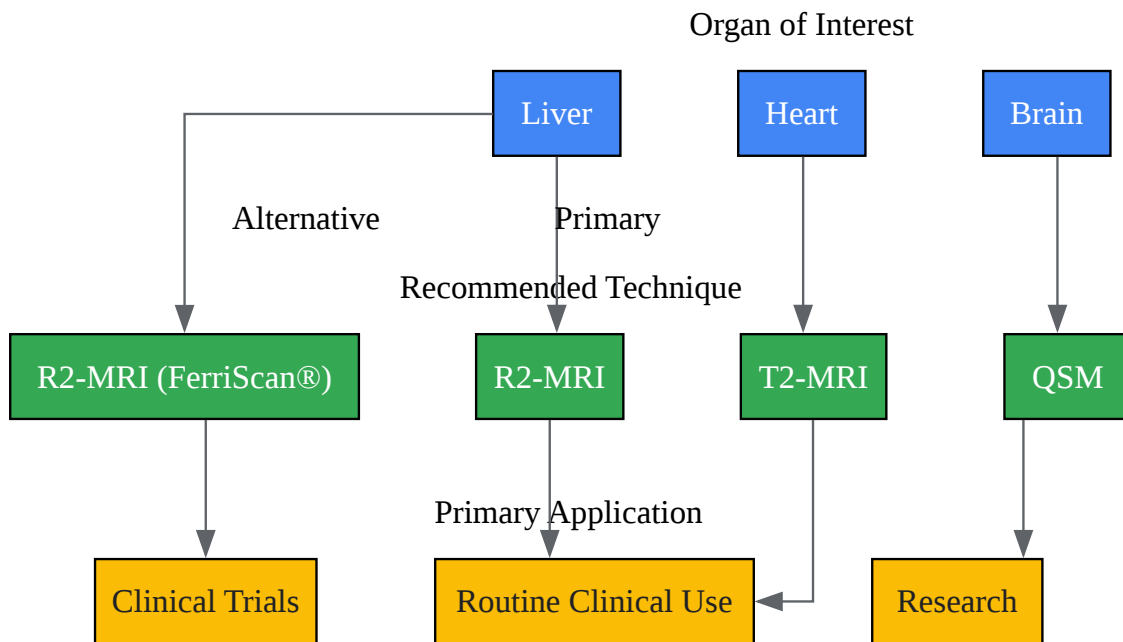 Organ of Interest
Liver
Heart
Brain
Alternative
Primary
Recommended Technique
R2-MRI (FerriScan®)
R2-MRI
T2-MRI
QSM
Primary Application
Clinical Trials
Routine Clinical Use
Research